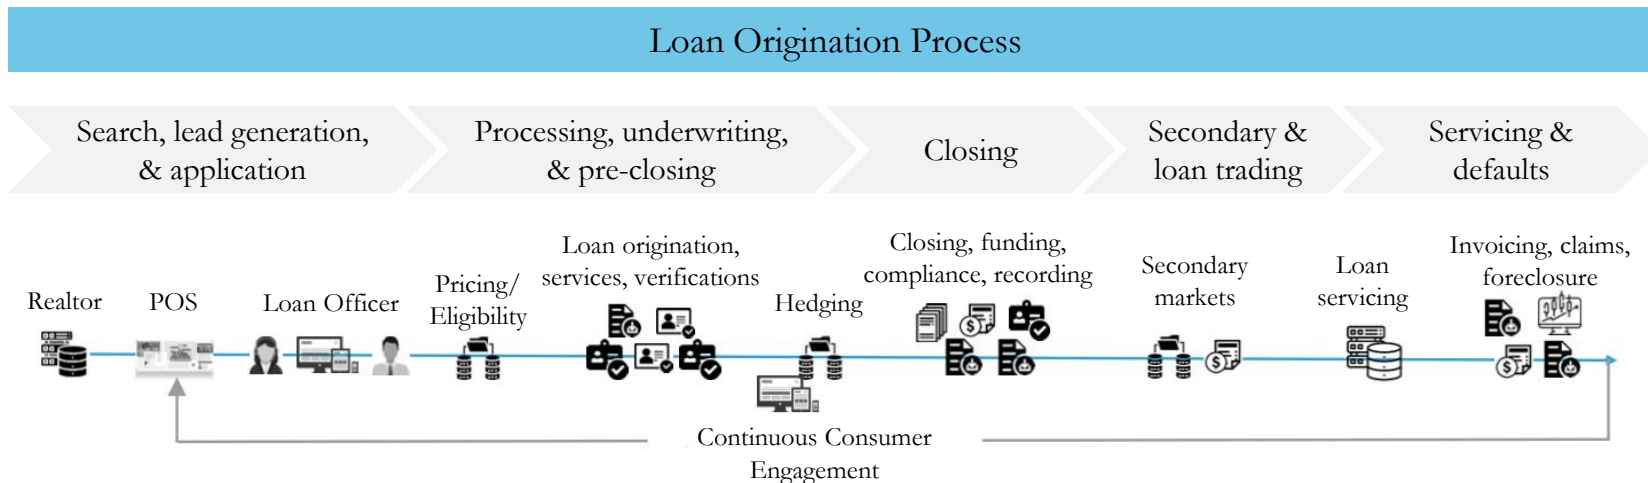 Loan Origination Process
Search, lead generation,
& application
Processing, underwriting,
& pre-closing
Closing
Secondary &
loan trading
Servicing &
defaults
Realtor
POS
Loan Officer
Pricing/
Eligibility
Loan origination,
services, verifications
Hedging
Closing, funding,
compliance, recording
Secondary
markets
Loan
servicing
Invoicing, claims,
foreclosure
Continuous Consumer
Engagement